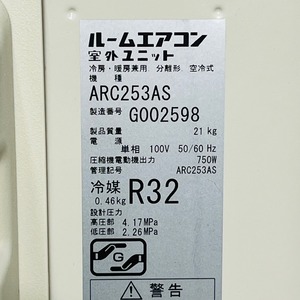 ルームエアコン
室外ユニット
冷房・暖房兼用 分離形 空冷式
機種
ARC253AS
製造番号 G002598
製品質量 21kg
電源
単相 100V 50/60Hz
圧縮機電動機出力 750W
管理記号 ARC253AS
冷媒 R32
0.46kg
設計圧力
高圧部 4.17MPa
低圧部 2.26MPa
G
警告